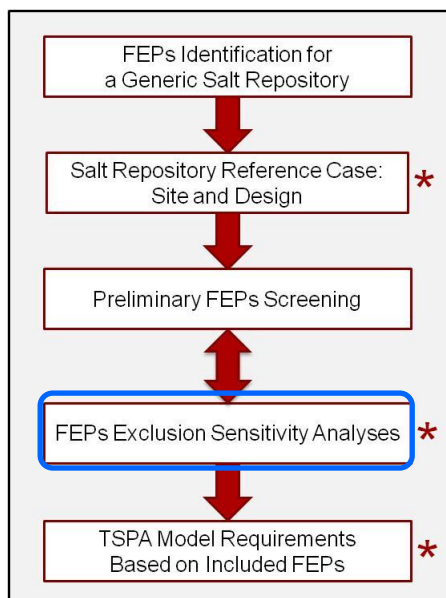 FEPs Identification for
a Generic Salt Repository
Salt Repository Reference Case:
Site and Design
*
Preliminary FEPs Screening
FEPs Exclusion Sensitivity Analyses
*
TSPA Model Requirements
Based on Included FEPs
*